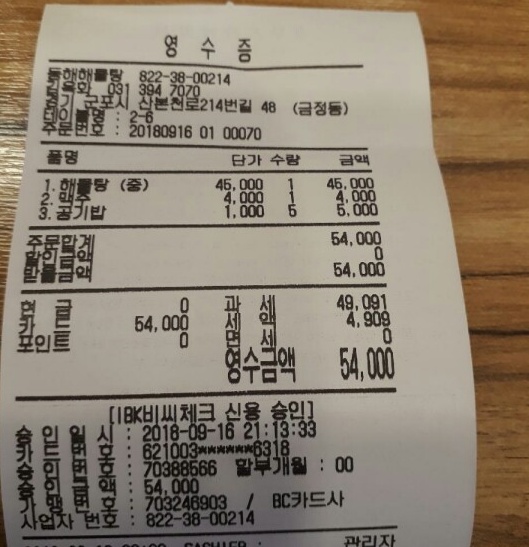 영 수 증
동해해물탕 822-38-00214
김옥화 031 394 7070
경기 군포시 산본천로214번길 48 (금정동)
테이블명 : 2-6
주문번호 : 20180916 01 00070
품명 단가 수량 금액
1. 해물탕 (중) 45,000 1 45,000
2. 맥주 4,000 1 4,000
3. 공기밥 1,000 5 5,000
주문합계 54,000
할인금액 0
받을금액 54,000
현 금 0 과 세 49,091
카 드 54,000 세 액 4,909
포인트 0 면 세 0
영수금액 54,000
[IBK비씨체크 신용 승인]
승 인 일 시 : 2018-09-16 21:13:33
카 드 번 호 : 621003******6318
승 인 번 호 : 70388566 할부개월 : 00
승 인 금 액 : 54,000
가 맹 번 호 : 703246903 / BC카드사
사업자 번호 : 822-38-00214
CASHIER : 관리자